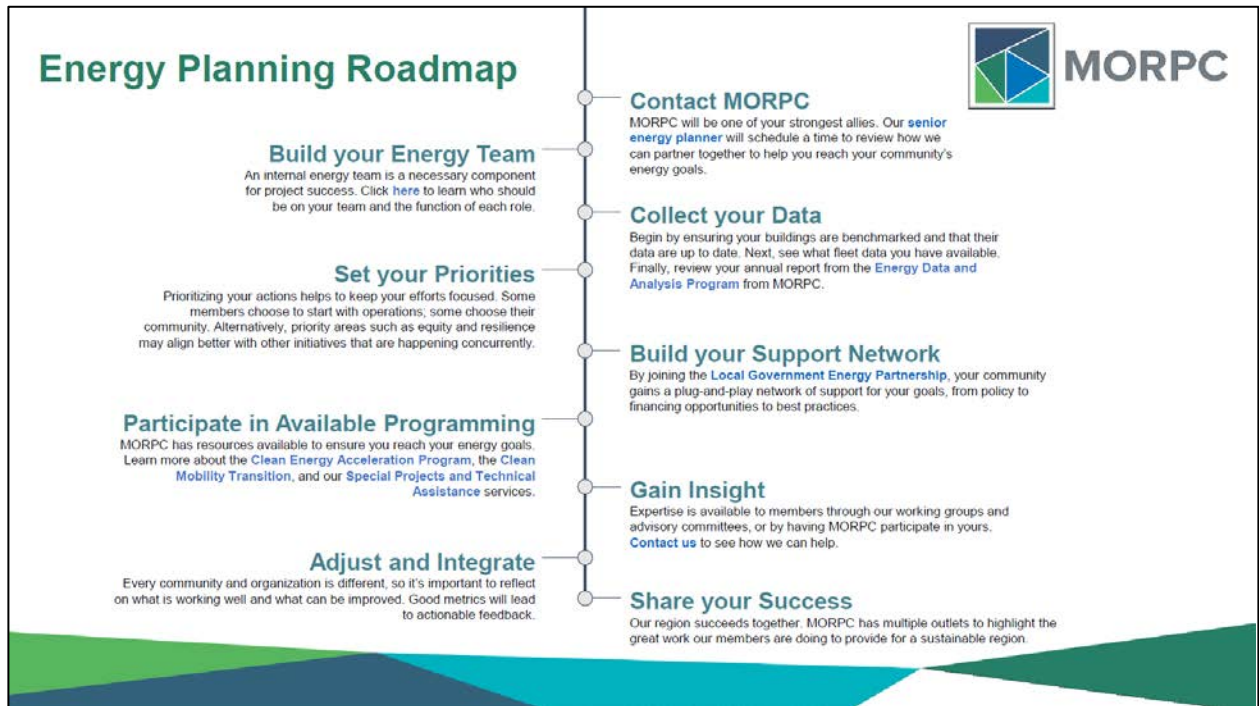 Energy Planning Roadmap
MORPC
Contact MORPC
MORPC will be one of your strongest allies. Our senior
energy planner will schedule a time to review how we
can partner together to help you reach your community's
energy goals.
Build your Energy Team
An internal energy team is a necessary component
for project success. Click here to learn who should
be on your team and the function of each role.
Collect your Data
Begin by ensuring your buildings are benchmarked and that their
data are up to date. Next, see what fleet data you have available.
Finally, review your annual report from the Energy Data and
Analysis Program from MORPC.
Set your Priorities
Prioritizing your actions helps to keep your efforts focused. Some
members choose to start with operations; some choose their
community. Alternatively, priority areas such as equity and resilience
may align better with other initiatives that are happening concurrently.
Build your Support Network
By joining the Local Government Energy Partnership, your community
gains a plug-and-play network of support for your goals, from policy to
financing opportunities to best practices.
Participate in Available Programming
MORPC has resources available to ensure you reach your energy goals.
Learn more about the Clean Energy Acceleration Program, the Clean
Mobility Transition, and our Special Projects and Technical
Assistance services.
Gain Insight
Expertise is available to members through our working groups and
advisory committees, or by having MORPC participate in yours.
Contact us to see how we can help.
Adjust and Integrate
Every community and organization is different, so it's important to reflect
on what is working well and what can be improved. Good metrics will lead
to actionable feedback.
Share your Success
Our region succeeds together. MORPC has multiple outlets to highlight the
great work our members are doing to provide for a sustainable region.